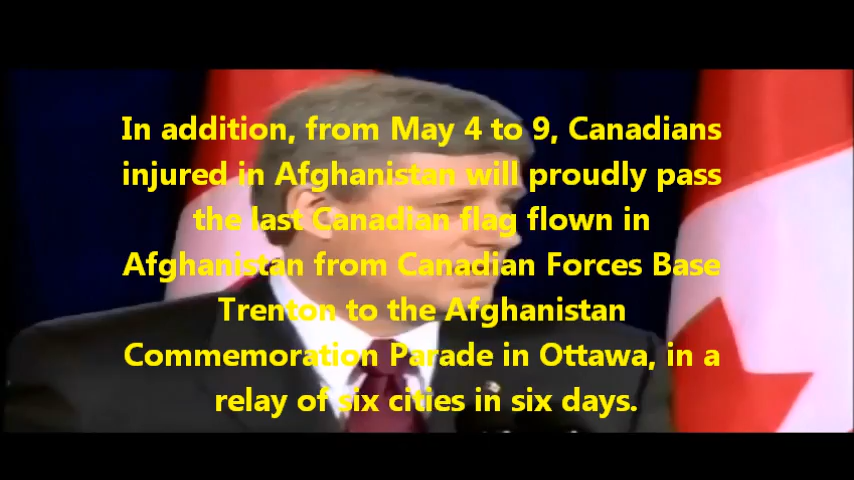 In addition, from May 4 to 9, Canadians
injured in Afghanistan will proudly pass
the last Canadian flag flown in
Afghanistan from Canadian Forces Base
Trenton to the Afghanistan
Commemoration Parade in Ottawa, in a
relay of six cities in six days.